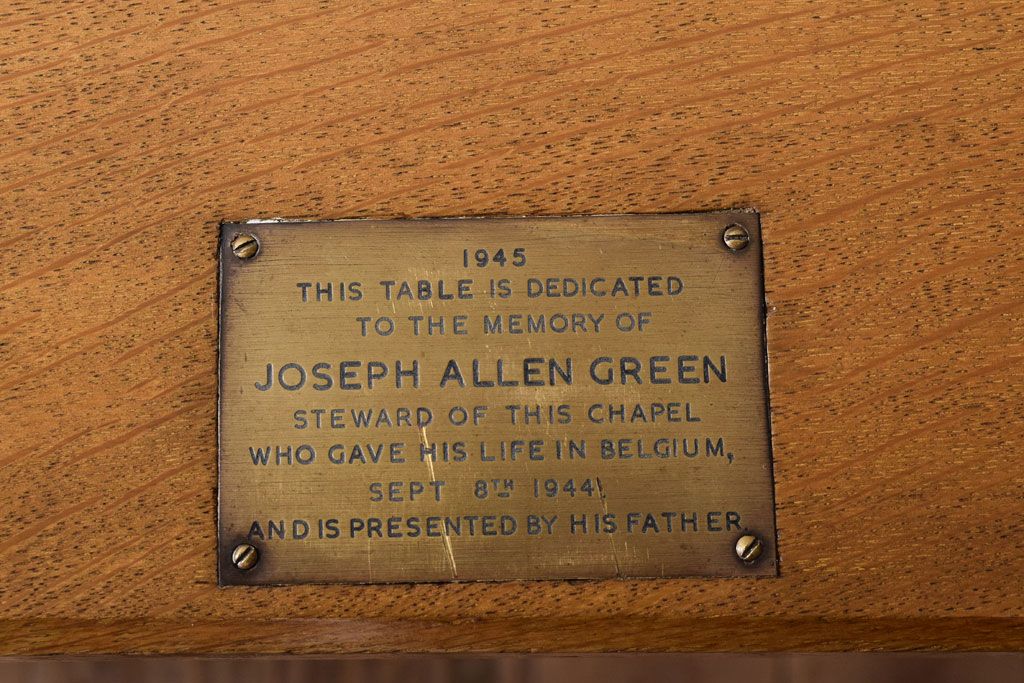 1945
THIS TABLE IS DEDICATED
TO THE MEMORY OF
JOSEPH ALLEN GREEN
STEWARD OF THIS CHAPEL
WHO GAVE HIS LIFE IN BELGIUM,
SEPT 8TH 1944.
AND IS PRESENTED BY HIS FATHER.